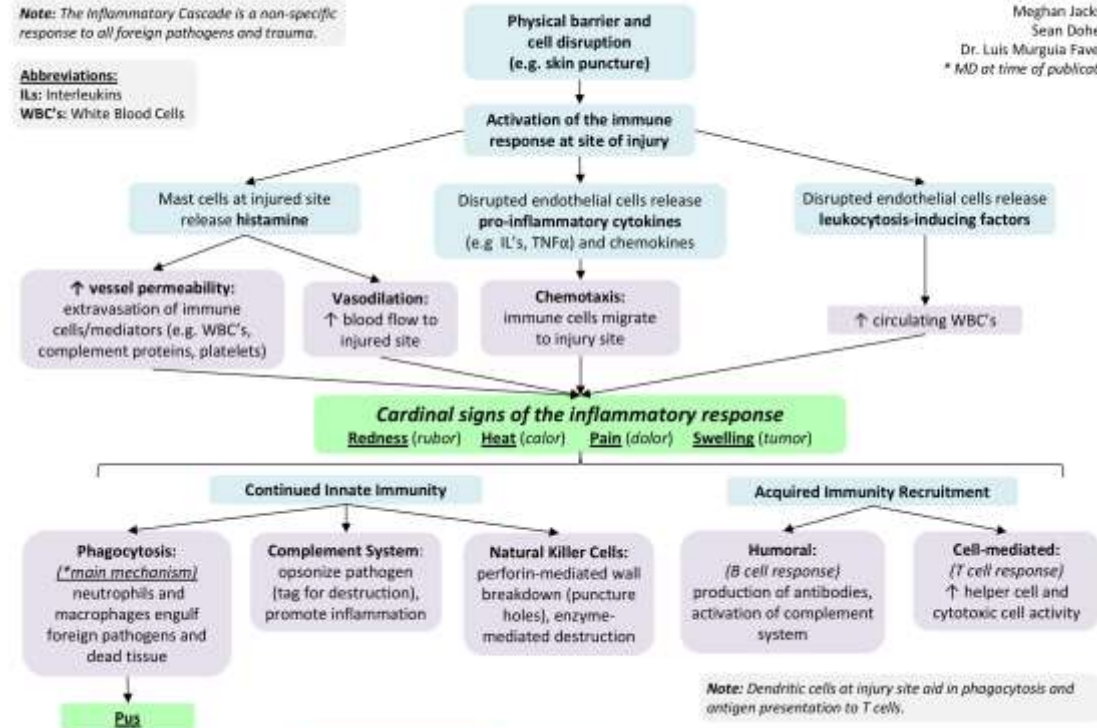 Note: The Inflammatory Cascade is a non-specific
response to all foreign pathogens and trauma.
Abbreviations:
ILs: Interleukins
WBC's: White Blood Cells
Physical barrier and
cell disruption
(e.g. skin puncture)
Meghan Jack
Sean Dohe
Dr. Luis Murguia Fave
* MD at time of publicat
Activation of the immune
response at site of injury
Mast cells at injured site
release histamine
Disrupted endothelial cells release
pro-inflammatory cytokines
(e.g IL's, TNFα) and chemokines
Disrupted endothelial cells release
leukocytosis-inducing factors
↑ vessel permeability:
extravasation of immune
cells/mediators (e.g. WBC's,
complement proteins, platelets)
Vasodilation:
↑ blood flow to
injured site
Chemotaxis:
immune cells migrate
to injury site
↑ circulating WBC's
Cardinal signs of the inflammatory response
Redness (rubor) Heat (calor) Pain (dolor) Swelling (tumor)
Continued Innate Immunity
Acquired Immunity Recruitment
Phagocytosis:
(*main mechanism)
neutrophils and
macrophages engulf
foreign pathogens and
dead tissue
Complement System:
opsonize pathogen
(tag for destruction),
promote inflammation
Natural Killer Cells:
perforin-mediated wall
breakdown (puncture
holes), enzyme-
mediated destruction
Humoral:
(B cell response)
production of antibodies,
activation of complement
system
Cell-mediated:
(T cell response)
↑ helper cell and
cytotoxic cell activity
Pus
Note: Dendritic cells at injury site aid in phagocytosis and
antigen presentation to T cells.